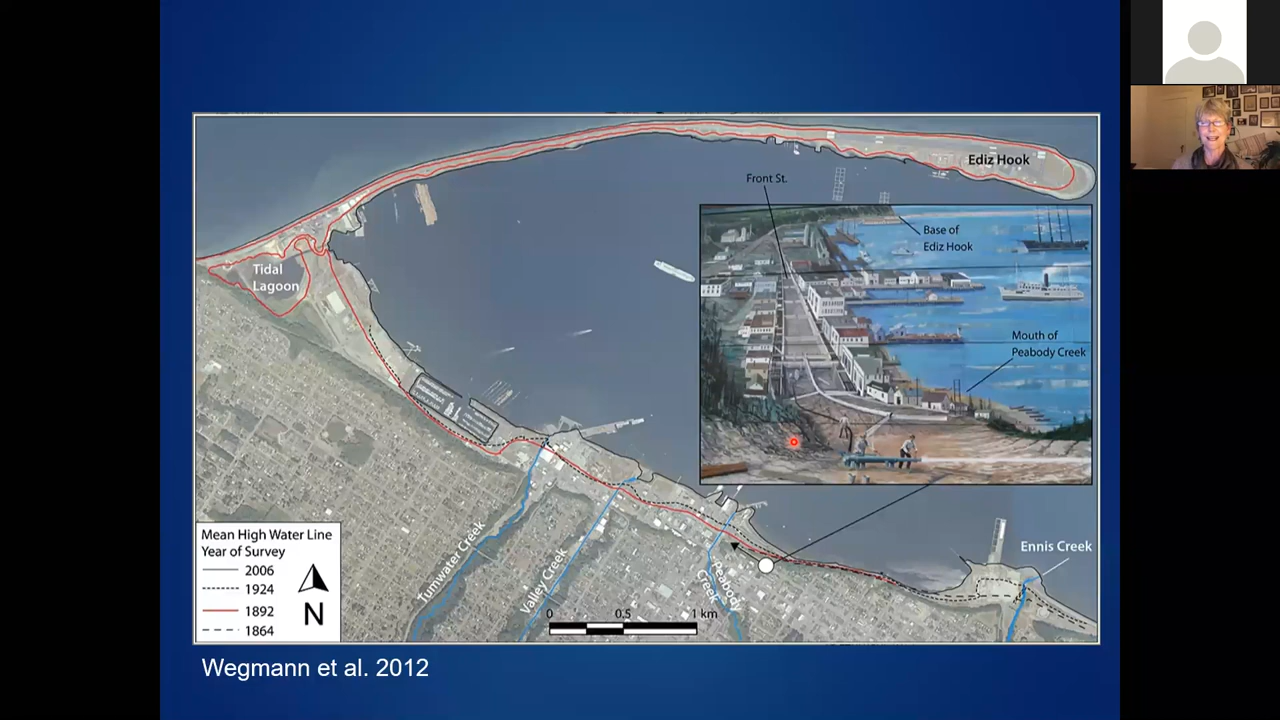 Ediz Hook
Front St.
Base of
Ediz Hook
Tidal
Lagoon
Mouth of
Peabody Creek
Mean High Water Line
Year of Survey
2006
1924
1892
1864
N
Tumwater Creek
Valley Creek
Peabody
Creek
Ennis Creek
0 0.5 1 km
Wegmann et al. 2012